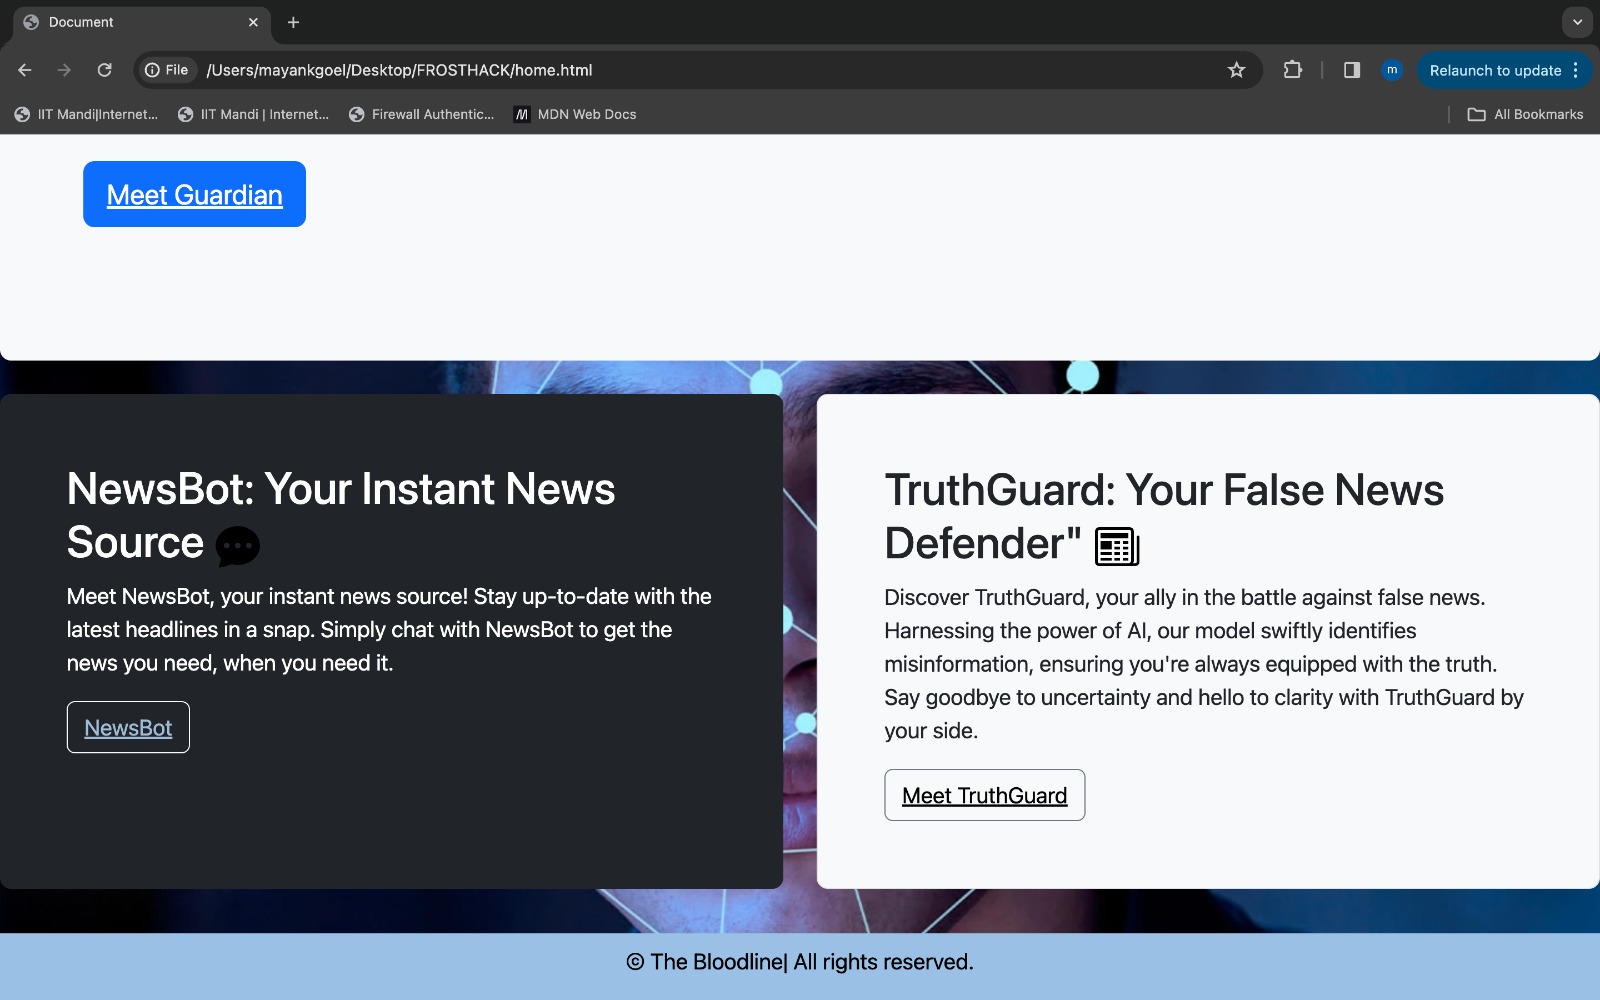 Document
File
/Users/mayankgoel/Desktop/FROSTHACK/home.html
m
Relaunch to update
IIT Mandi|Internet...
IIT Mandi | Internet...
Firewall Authentic...
MDN Web Docs
All Bookmarks
Meet Guardian
NewsBot: Your Instant News
Source
Meet NewsBot, your instant news source! Stay up-to-date with the
latest headlines in a snap. Simply chat with NewsBot to get the
news you need, when you need it.
NewsBot
TruthGuard: Your False News
Defender"
Discover TruthGuard, your ally in the battle against false news.
Harnessing the power of AI, our model swiftly identifies
misinformation, ensuring you're always equipped with the truth.
Say goodbye to uncertainty and hello to clarity with TruthGuard by
your side.
Meet TruthGuard
© The Bloodline| All rights reserved.